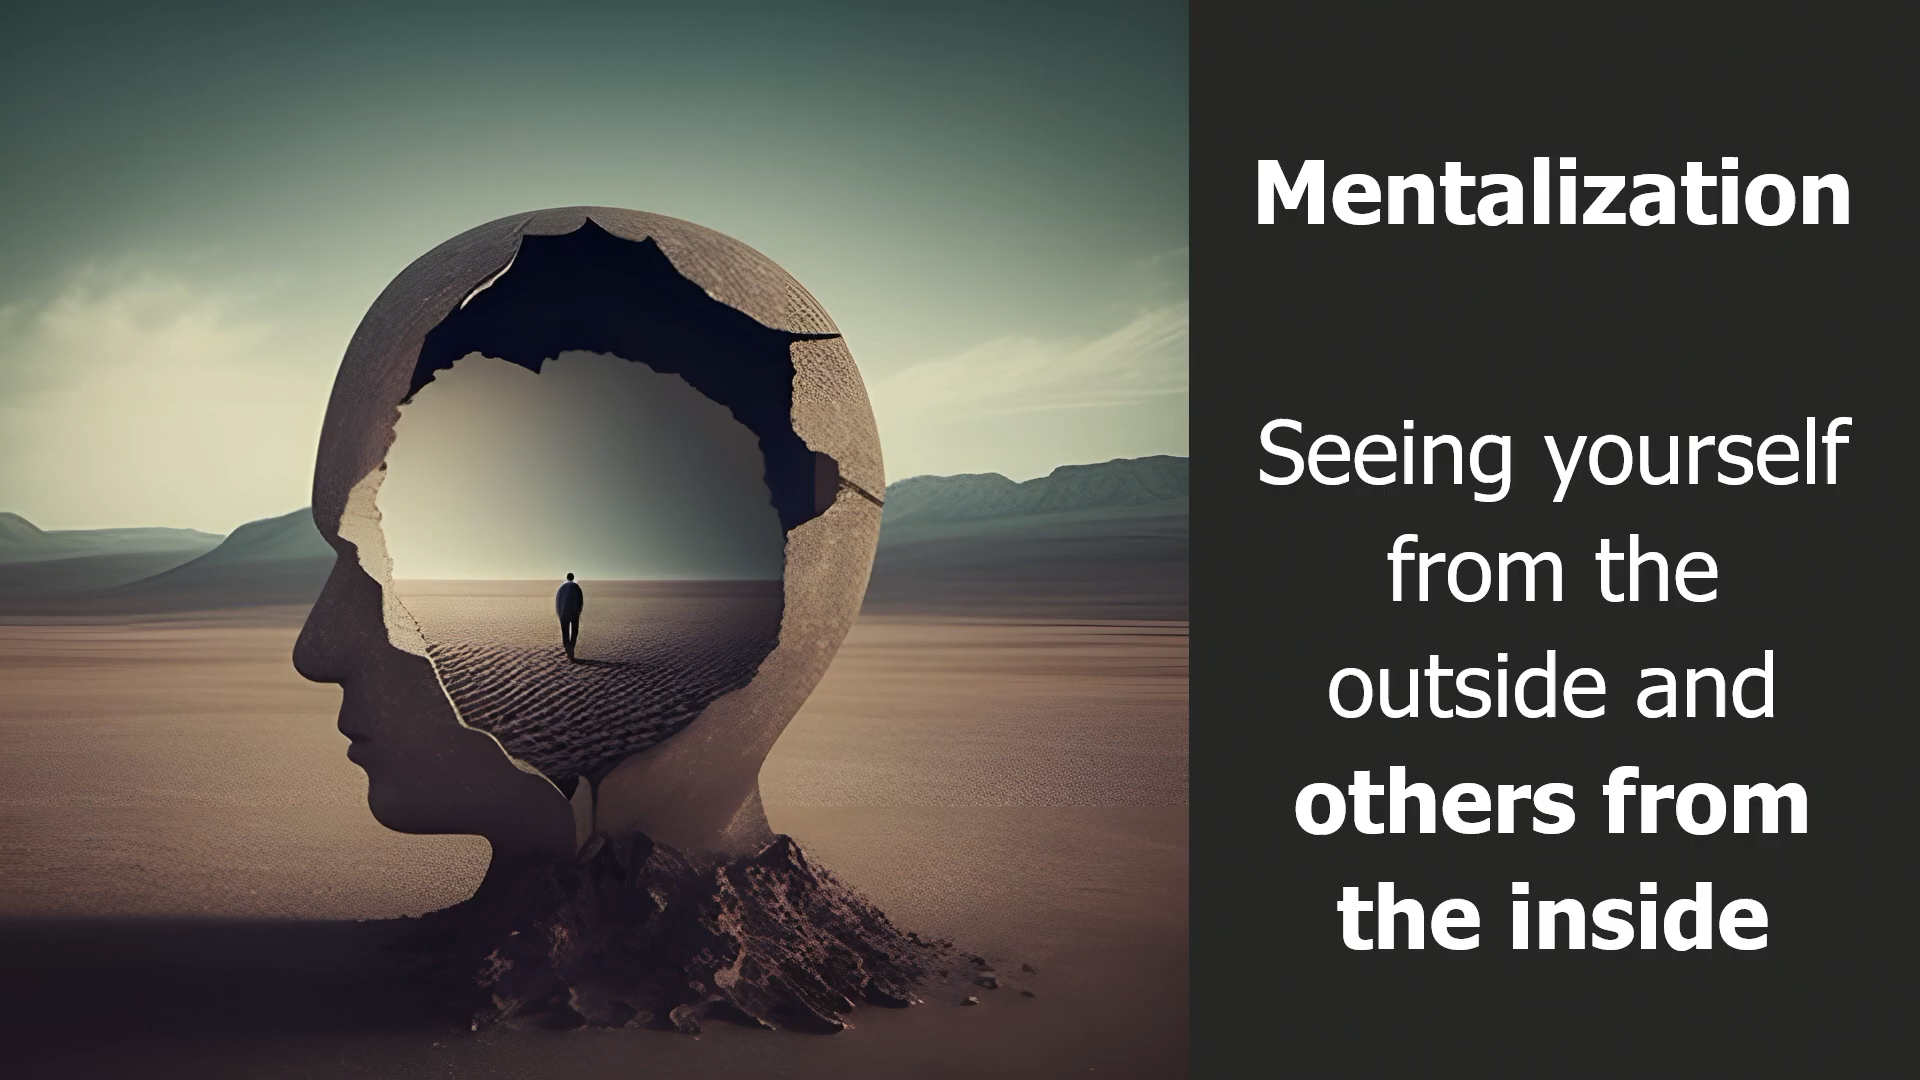 Mentalization
Seeing yourself
from the
outside and
others from
the inside